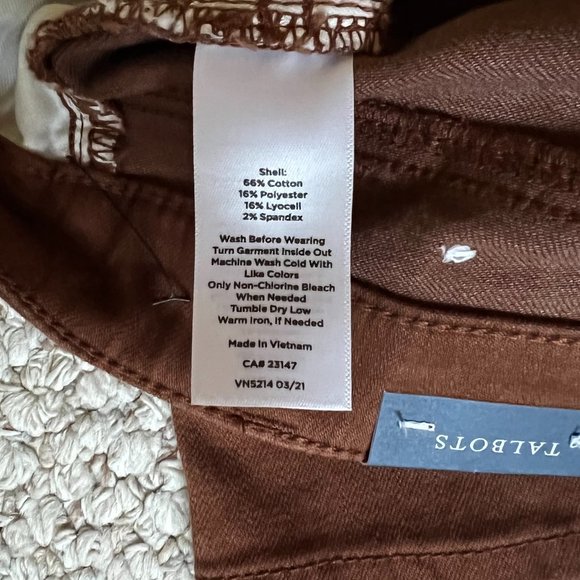 Shell:
66% Cotton
16% Polyester
16% Lyocell
2% Spandex
Wash Before Wearing
Turn Garment Inside Out
Machine Wash Cold With
Like Colors
Only Non-Chlorine Bleach
When Needed
Tumble Dry Low
Warm Iron, If Needed
Made In Vietnam
CA# 23147
VN5214 03/21
TALBOTS